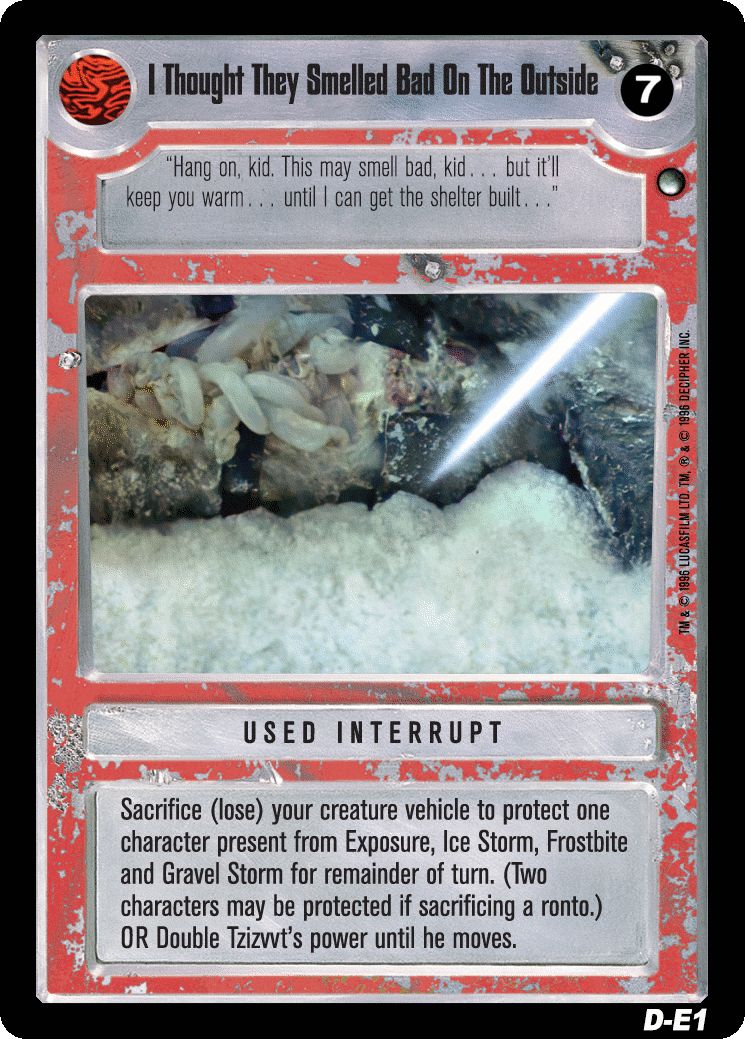 I Thought They Smelled Bad On The Outside
7
“Hang on, kid. This may smell bad, kid . . . but it’ll
keep you warm . . . until I can get the shelter built . . .”
TM & © 1996 LUCASFILM LTD. TM, ® & © 1996 DECIPHER INC.
USED INTERRUPT
Sacrifice (lose) your creature vehicle to protect one
character present from Exposure, Ice Storm, Frostbite
and Gravel Storm for remainder of turn. (Two
characters may be protected if sacrificing a ronto.)
OR Double Tzizvvt’s power until he moves.
D-E1